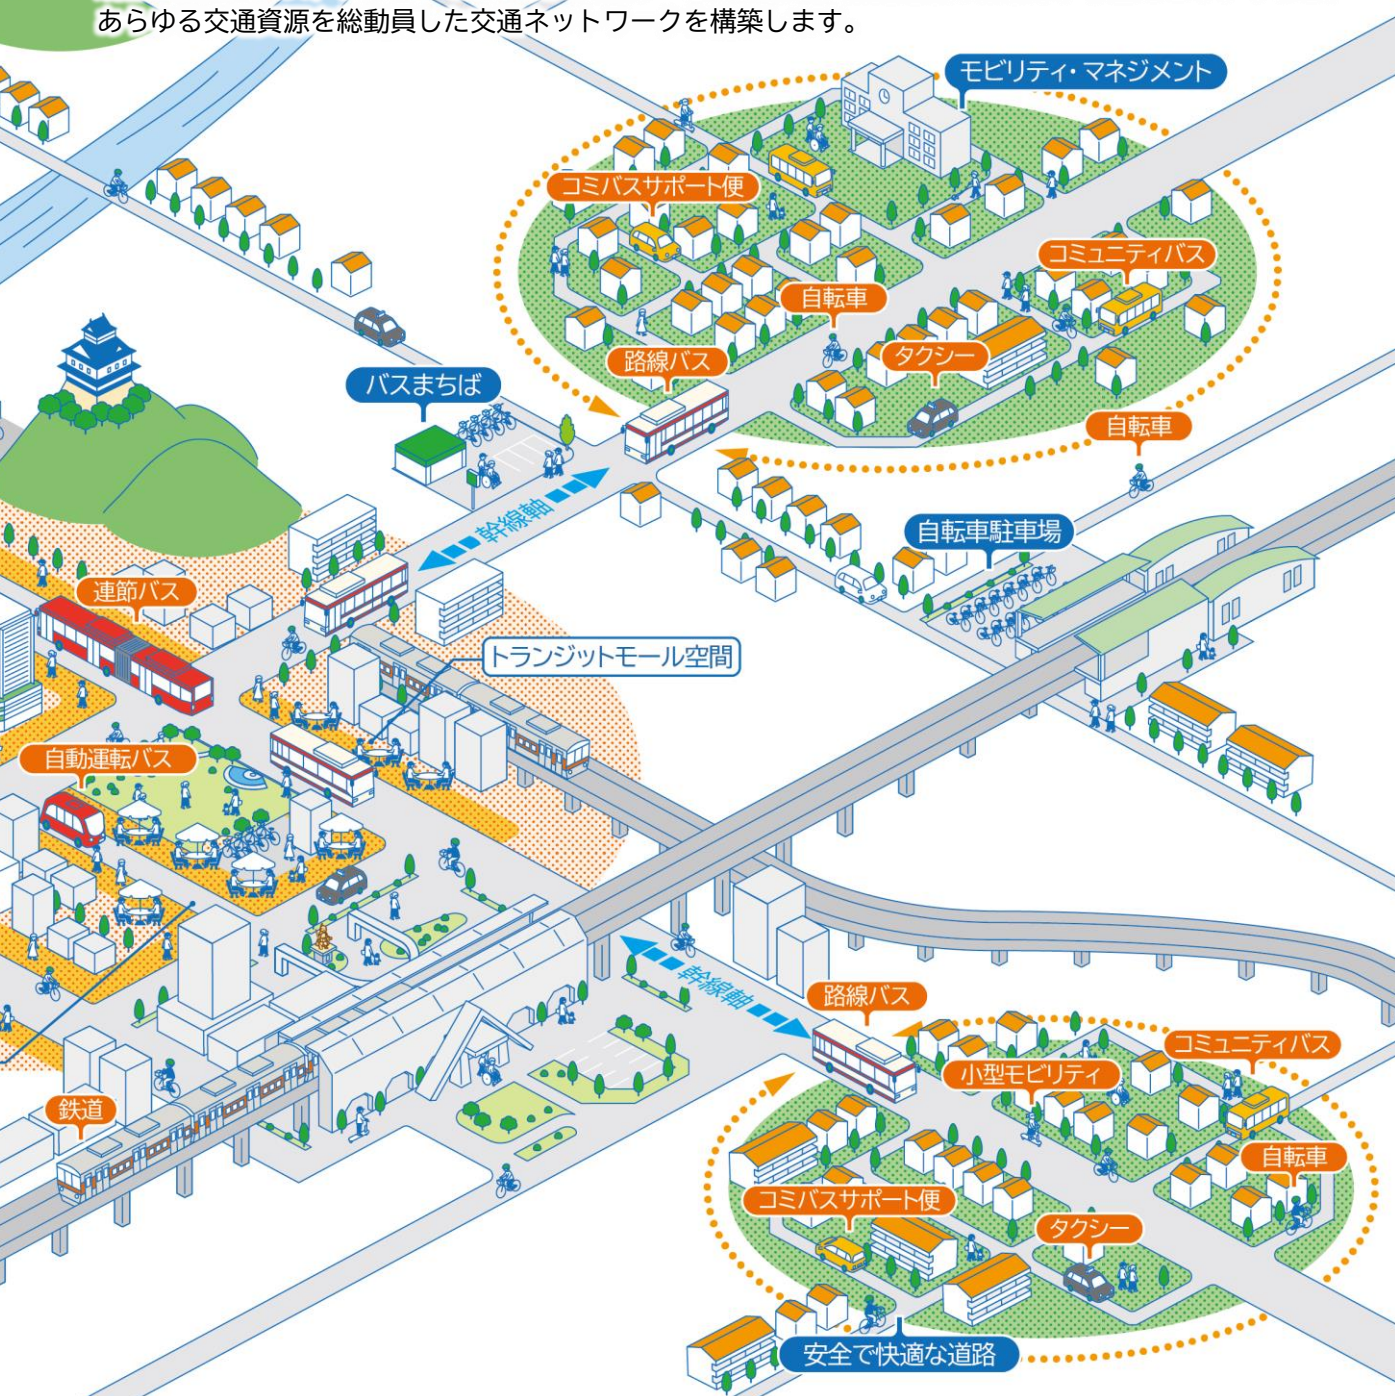 あらゆる交通資源を総動員した交通ネットワークを構築します。
モビリティ・マネジメント
コミバスサポート便
コミュニティバス
自転車
路線バス
タクシー
バスまちば
自転車
幹線軸
自転車駐車場
連節バス
トランジットモール空間
自動運転バス
幹線軸
路線バス
コミュニティバス
小型モビリティ
鉄道
自転車
コミバスサポート便
タクシー
安全で快適な道路